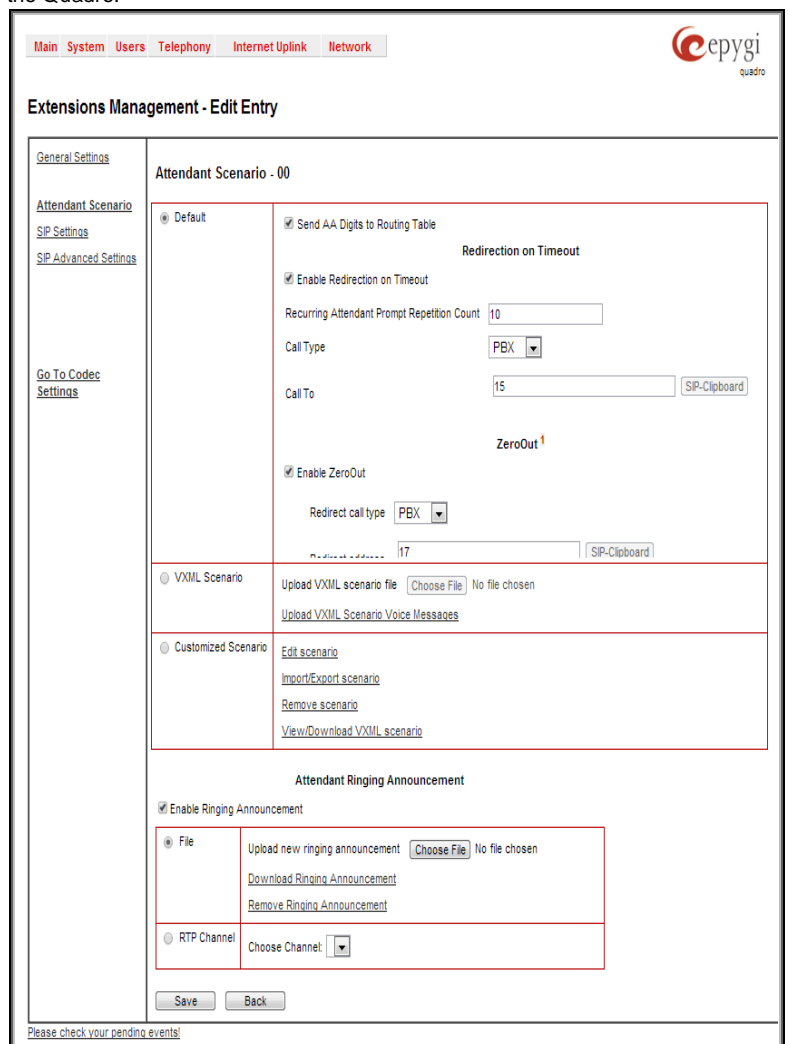 the Quadro.
Main System Users Telephony Internet Uplink Network
epygi
quadro
Extensions Management - Edit Entry
General Settings
Attendant Scenario
SIP Settings
SIP Advanced Settings
Go To Codec
Settings
Attendant Scenario - 00
Default
Send AA Digits to Routing Table
Redirection on Timeout
Enable Redirection on Timeout
Recurring Attendant Prompt Repetition Count 10
Call Type PBX
Call To 15 SIP-Clipboard
ZeroOut 1
Enable ZeroOut
Redirect call type PBX
Redirect address 17 SIP-Clipboard
VXML Scenario
Upload VXML scenario file Choose File No file chosen
Upload VXML Scenario Voice Messages
Customized Scenario
Edit scenario
Import/Export scenario
Remove scenario
View/Download VXML scenario
Attendant Ringing Announcement
Enable Ringing Announcement
File
Upload new ringing announcement Choose File No file chosen
Download Ringing Announcement
Remove Ringing Announcement
RTP Channel
Choose Channel:
Save Back
Please check your pending events!